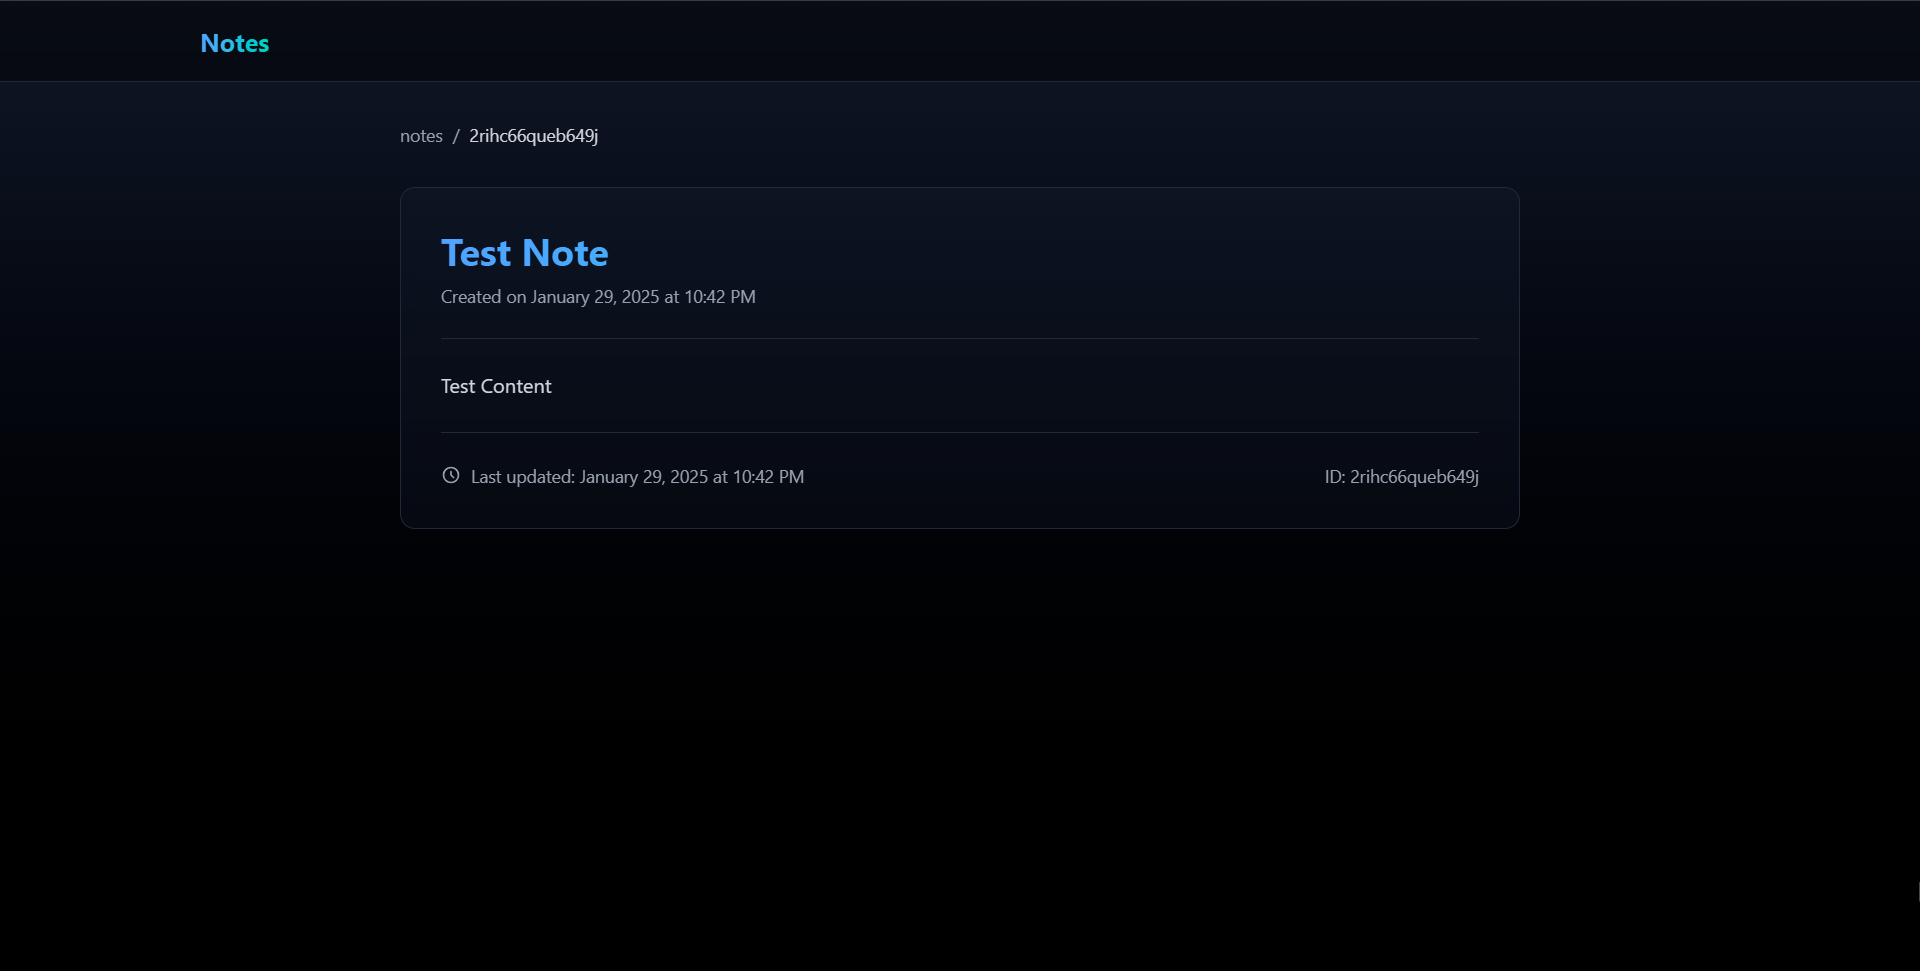 Notes
notes / 2rihc66queb649j
Test Note
Created on January 29, 2025 at 10:42 PM
Test Content
Last updated: January 29, 2025 at 10:42 PM
ID: 2rihc66queb649j